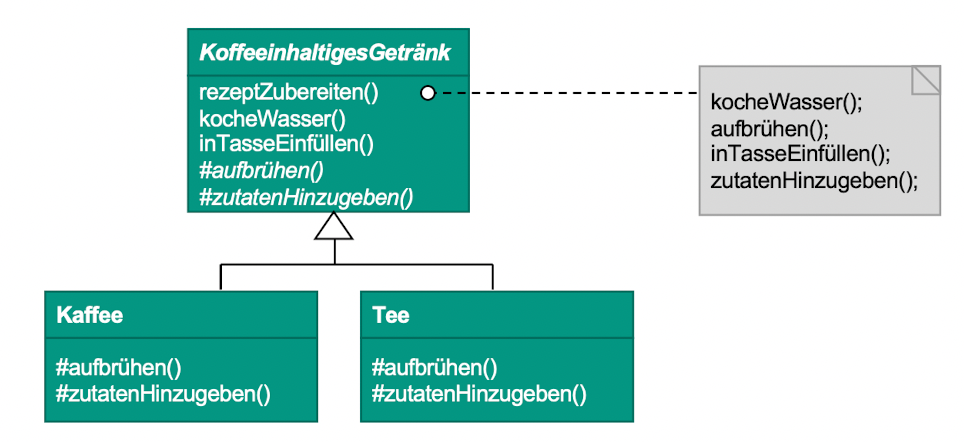 KoffeeinhaltigesGetränk
rezeptZubereiten()
kocheWasser()
inTasseEinfüllen()
#aufbrühen()
#zutatenHinzugeben()
kocheWasser();
aufbrühen();
inTasseEinfüllen();
zutatenHinzugeben();
Kaffee
#aufbrühen()
#zutatenHinzugeben()
Tee
#aufbrühen()
#zutatenHinzugeben()